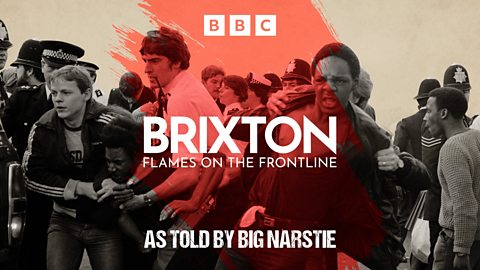 BBC
BRIXTON
FLAMES ON THE FRONTLINE
AS TOLD BY BIG NARSTIE